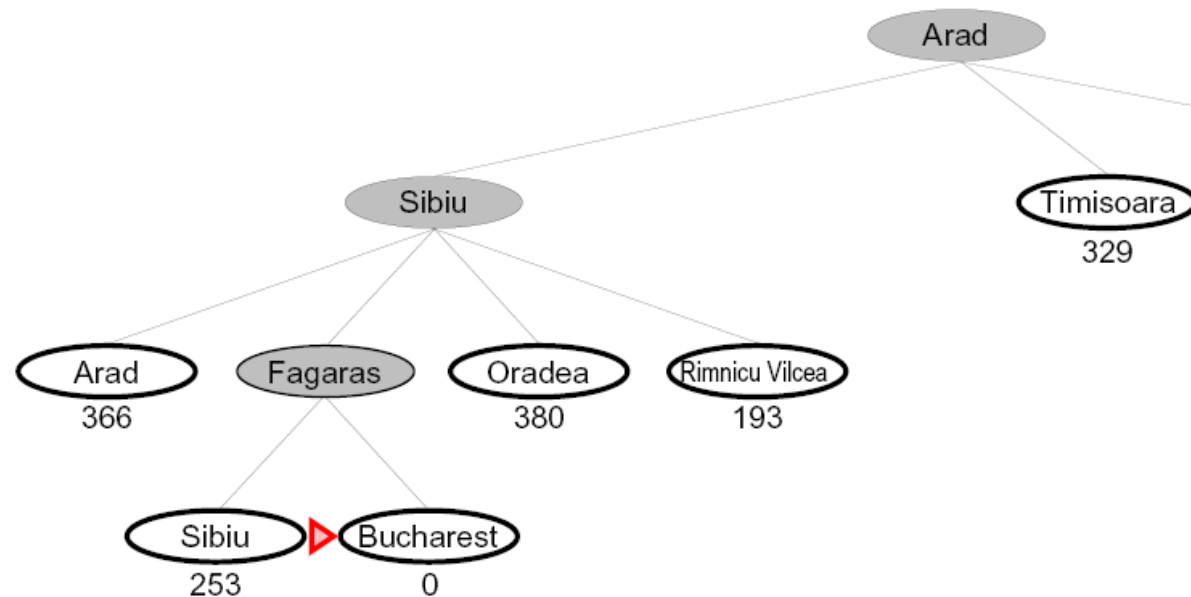 Arad
Sibiu
Timisoara
329
Arad
Fagaras
Oradea
Rimnicu Vilcea
366
380
193
Sibiu
Bucharest
253
0